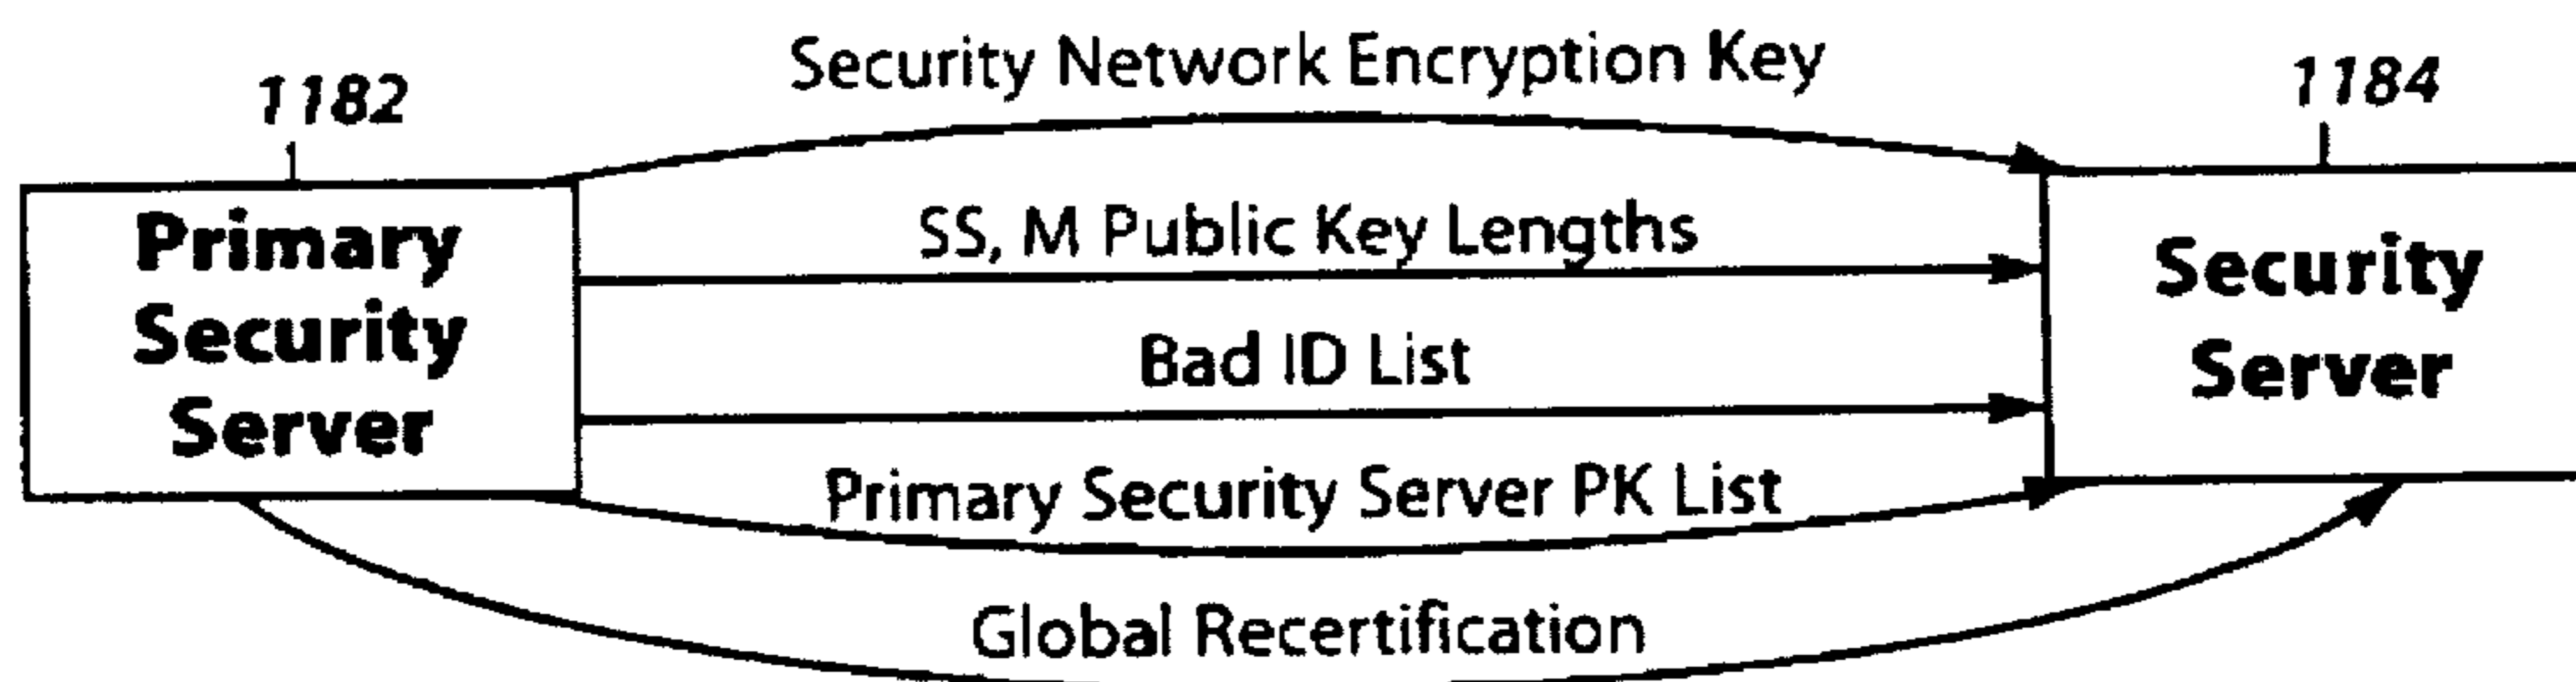 Security Network Encryption Key
1182
1184
SS, M Public Key Lengths
Primary
Security
Server
Security
Server
Bad ID List
Primary Security Server PK List
Global Recertification